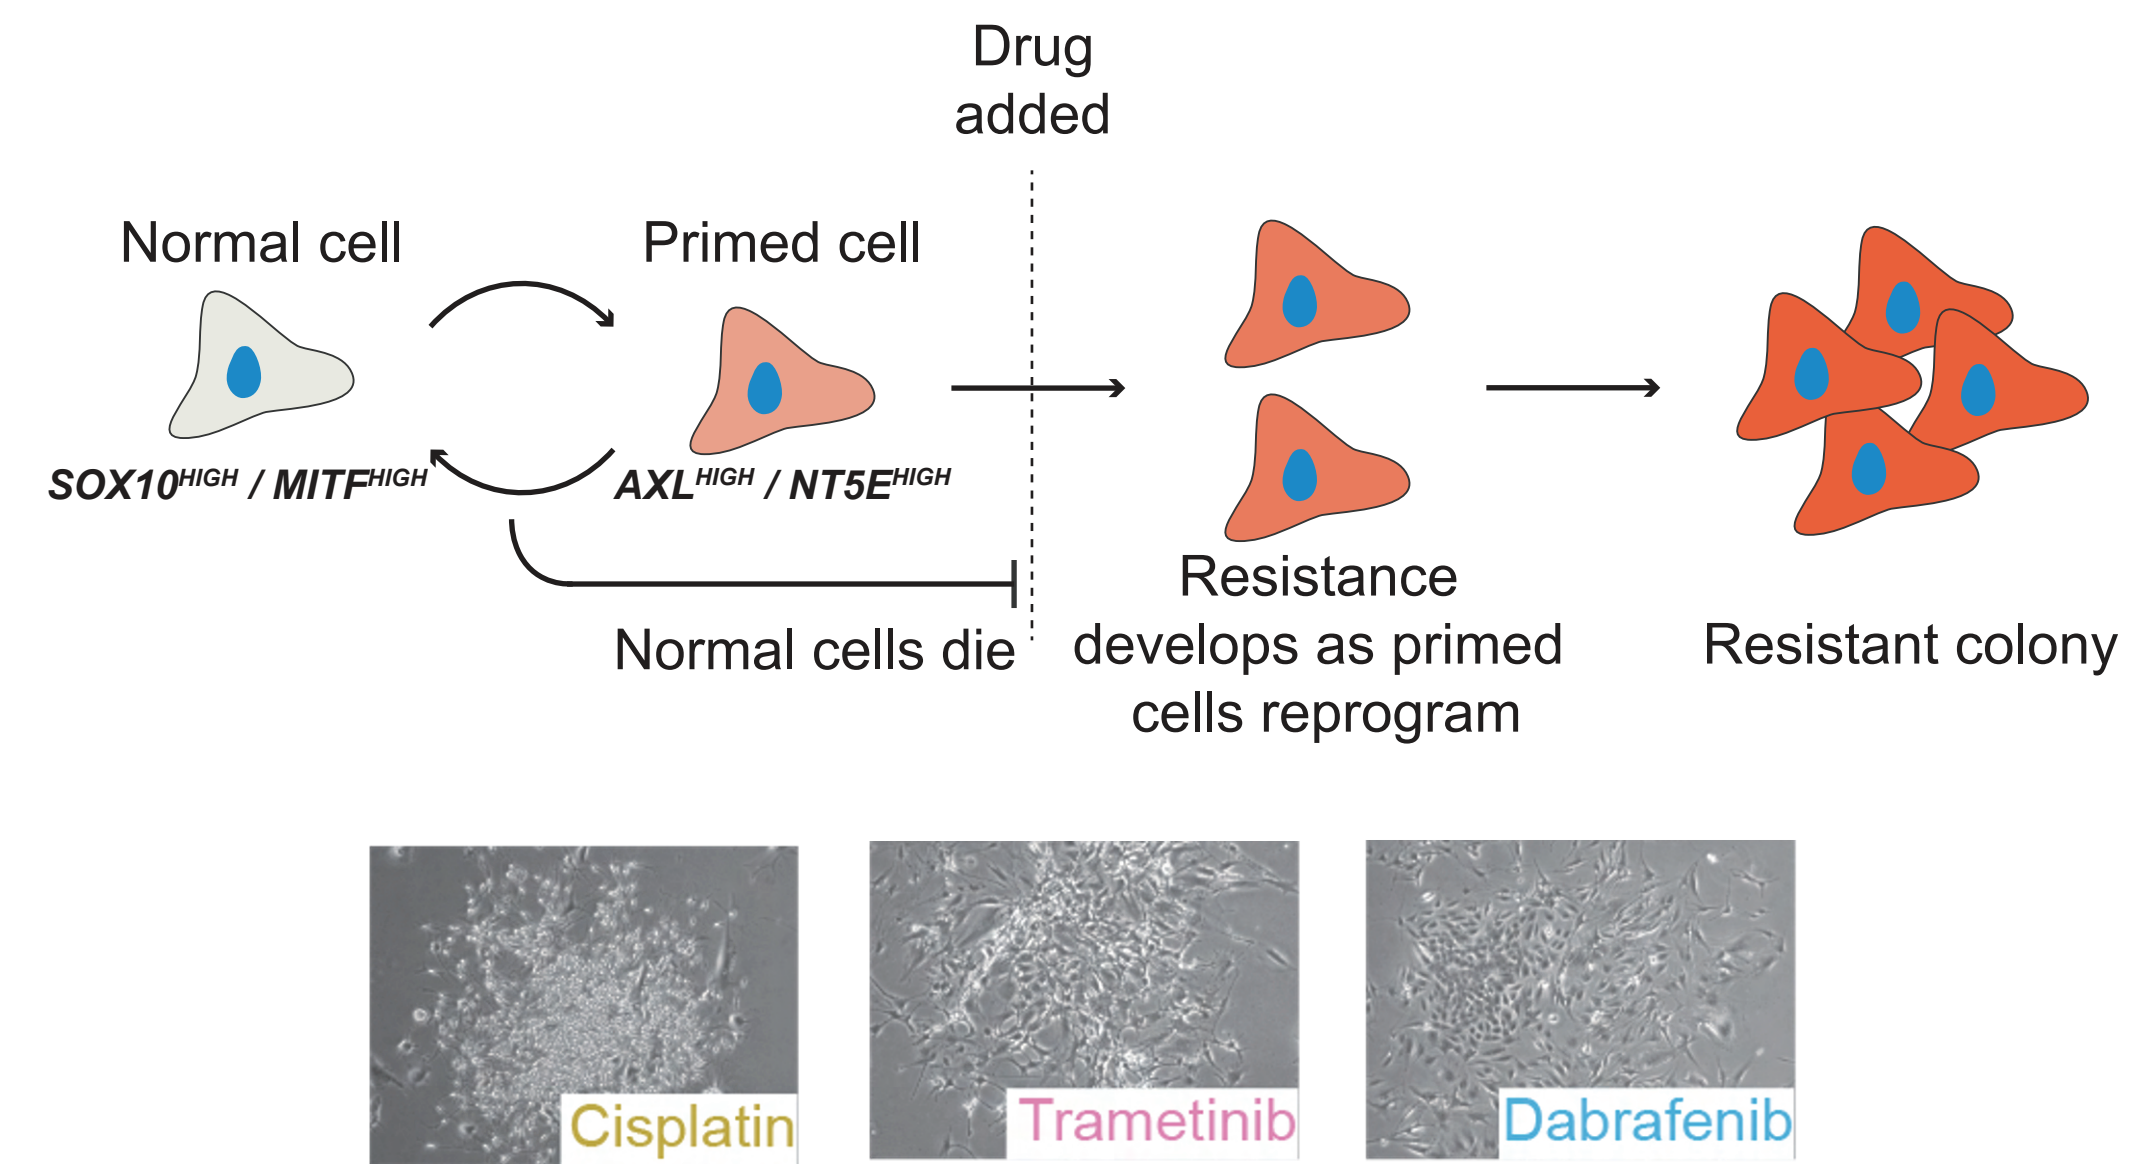 Drug
added
Normal cell
Primed cell
SOX10HIGH / MITFHIGH
AXLHIGH / NT5EHIGH
Normal cells die
Resistance
develops as primed
cells reprogram
Resistant colony
Cisplatin
Trametinib
Dabrafenib